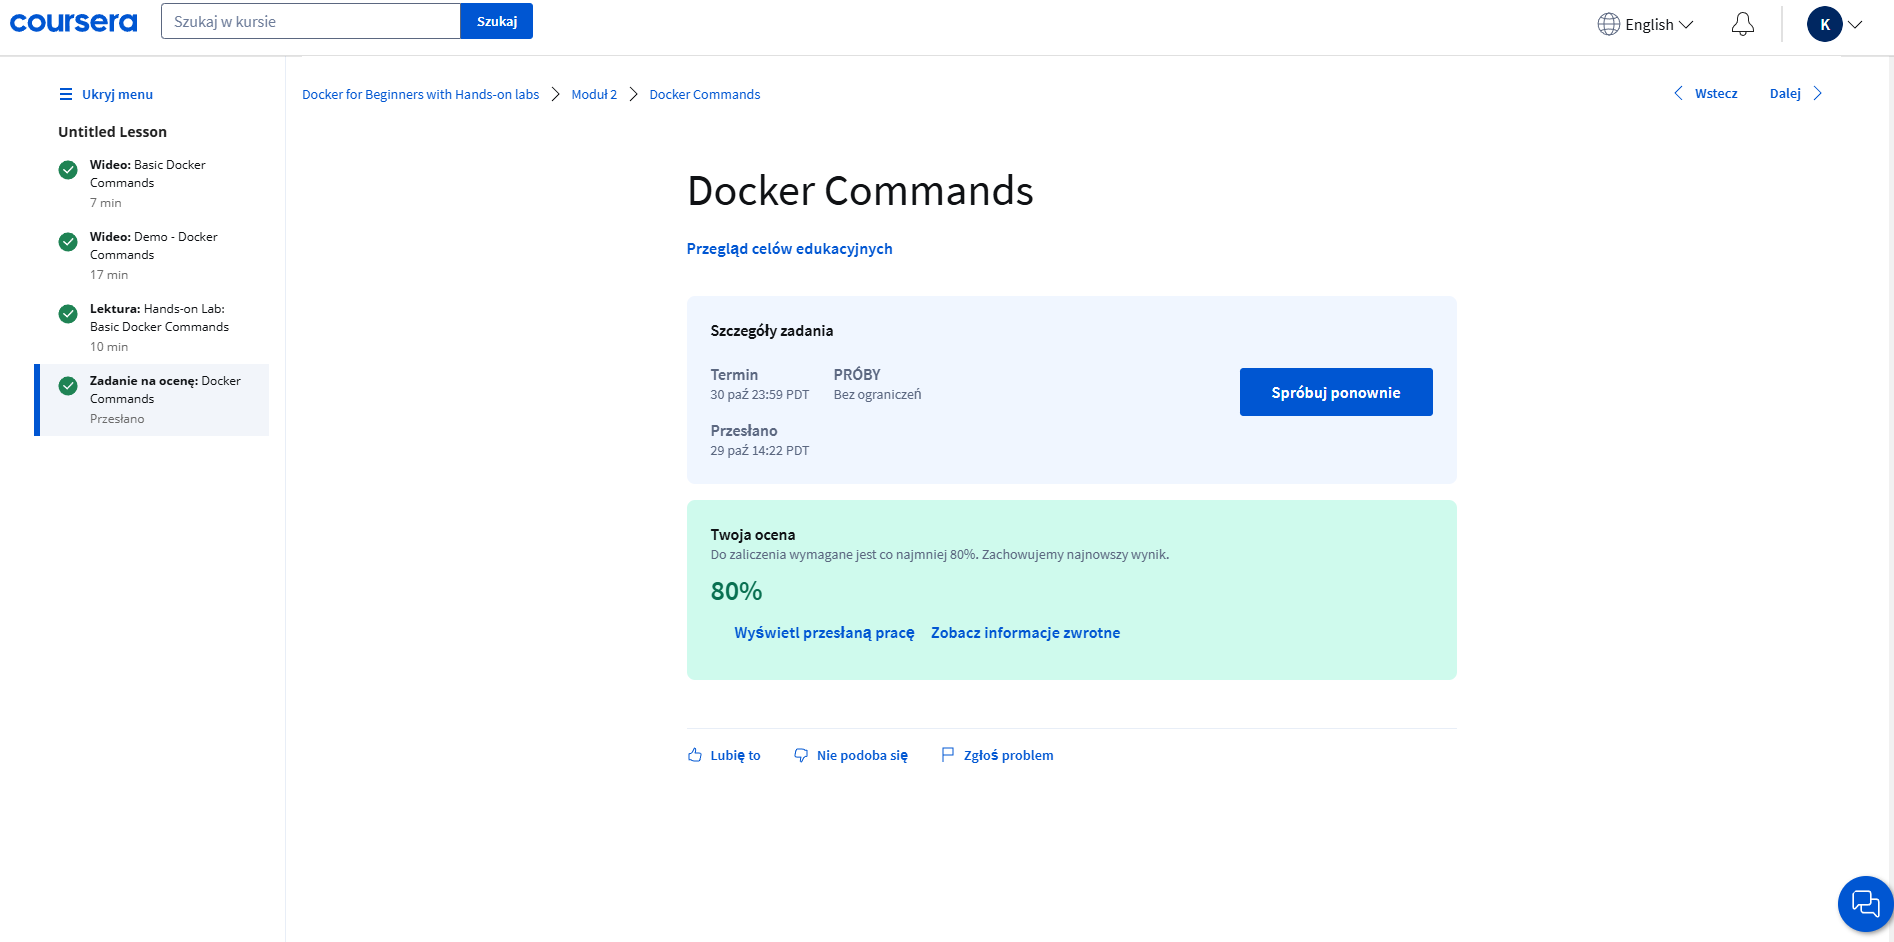 coursera
Szukaj w kursie
Szukaj
English
K
Ukryj menu
Untitled Lesson
Wideo: Basic Docker
Commands
7 min
Wideo: Demo - Docker
Commands
17 min
Lektura: Hands-on Lab:
Basic Docker Commands
10 min
Zadanie na ocenę: Docker
Commands
Przesłano
Docker for Beginners with Hands-on labs
Moduł 2
Docker Commands
Wstecz
Dalej
Docker Commands
Przegląd celów edukacyjnych
Szczegóły zadania
Termin
30 paź 23:59 PDT
PRÓBY
Bez ograniczeń
Przesłano
29 paź 14:22 PDT
Spróbuj ponownie
Twoja ocena
Do zaliczenia wymagane jest co najmniej 80%. Zachowujemy najnowszy wynik.
80%
Wyświetl przesłaną pracę
Zobacz informacje zwrotne
Lubię to
Nie podoba się
Zgłoś problem